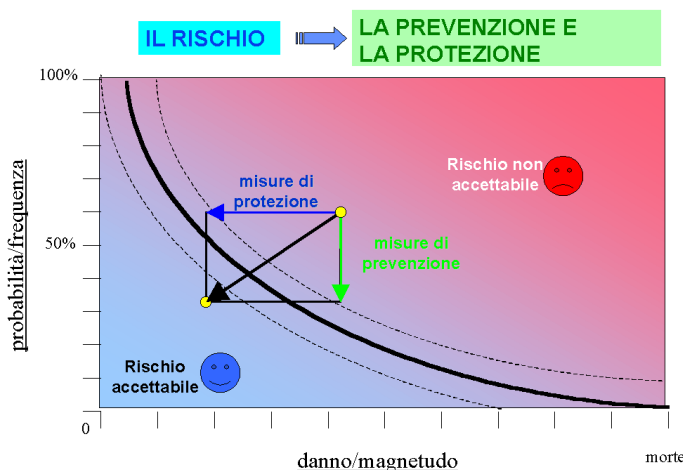 IL RISCHIO
LA PREVENZIONE E
LA PROTEZIONE
100%
50%
0
probabilità/frequenza
misure di
protezione
misure di
prevenzione
Rischio non
accettabile
Rischio
accettabile
danno/magnetudo
morte